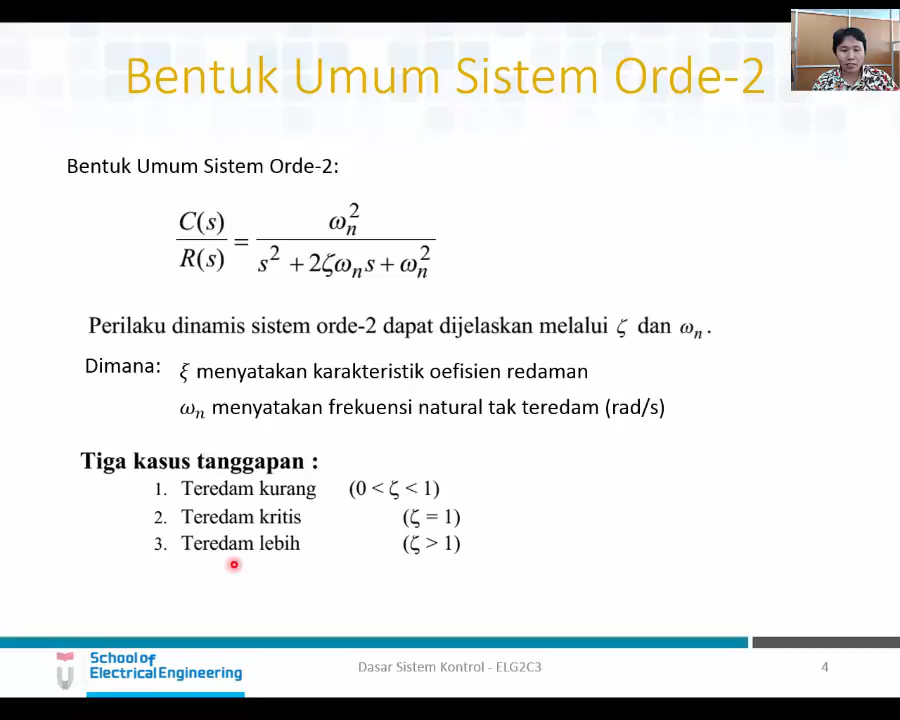 Bentuk Umum Sistem Orde-2
Bentuk Umum Sistem Orde-2:
C(s)/R(s) = ωₙ²/(s² + 2ζωₙs + ωₙ²)
Perilaku dinamis sistem orde-2 dapat dijelaskan melalui ζ dan ωₙ.
Dimana: ξ menyatakan karakteristik oefisien redaman
ωₙ menyatakan frekuensi natural tak teredam (rad/s)
Tiga kasus tanggapan :
1. Teredam kurang (0 < ζ < 1)
2. Teredam kritis (ζ = 1)
3. Teredam lebih (ζ > 1)
School of
Electrical Engineering
Dasar Sistem Kontrol - ELG2C3
4